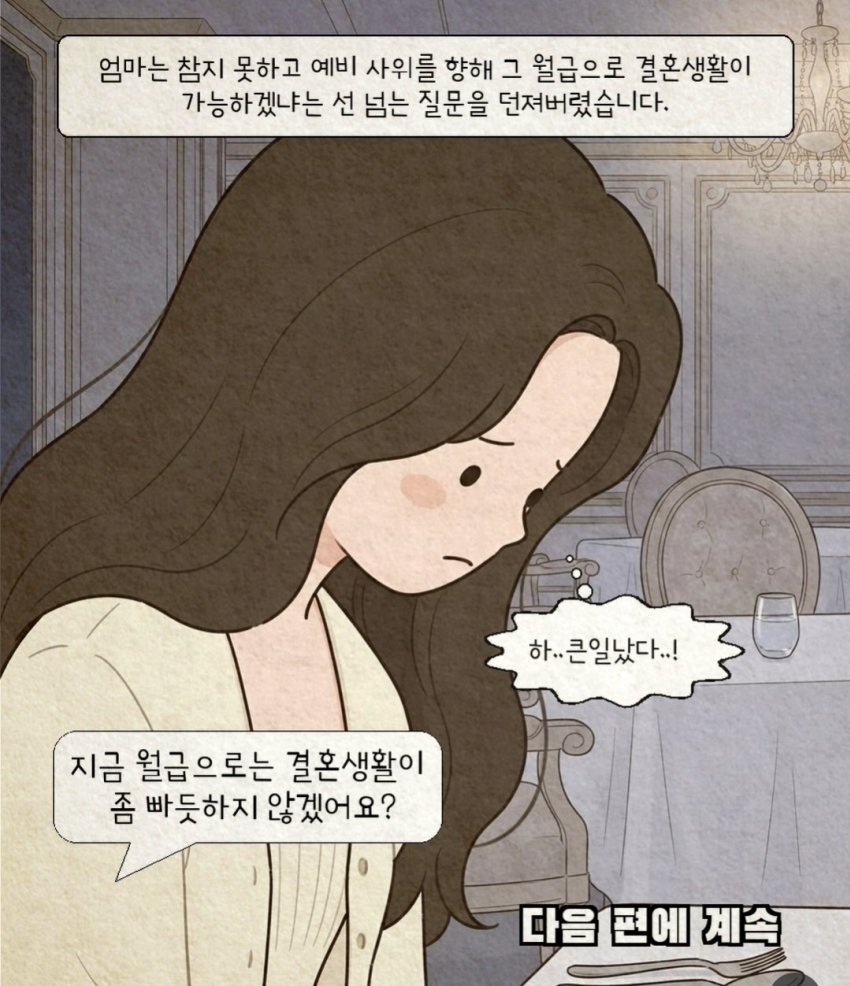 엄마는 참지 못하고 예비 사위를 향해 그 월급으로 결혼생활이
가능하겠냐는 선 넘는 질문을 던져버렸습니다.
하..큰일났다..!
지금 월급으로는 결혼생활이
좀 빠듯하지 않겠어요?
다음 편에 계속